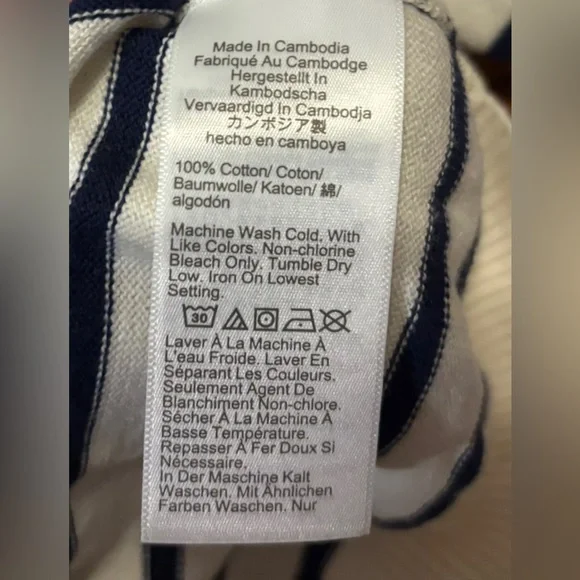 Made In Cambodia
Fabriqué Au Cambodge
Hergestellt In
Kambodscha
Vervaardigd In Cambodja
カンボジア製
hecho en camboya
100% Cotton/ Coton/
Baumwolle/ Katoen/ 綿/
algodón
Machine Wash Cold. With
Like Colors. Non-chlorine
Bleach Only. Tumble Dry
Low. Iron On Lowest
Setting.
30
Laver À La Machine À
L'eau Froide. Laver En
Séparant Les Couleurs.
Seulement Agent De
Blanchiment Non-chlore.
Sécher À La Machine À
Basse Température.
Repasser À Fer Doux Si
Nécessaire.
In Der Maschine Kalt
Waschen. Mit Ähnlichen
Farben Waschen. Nur